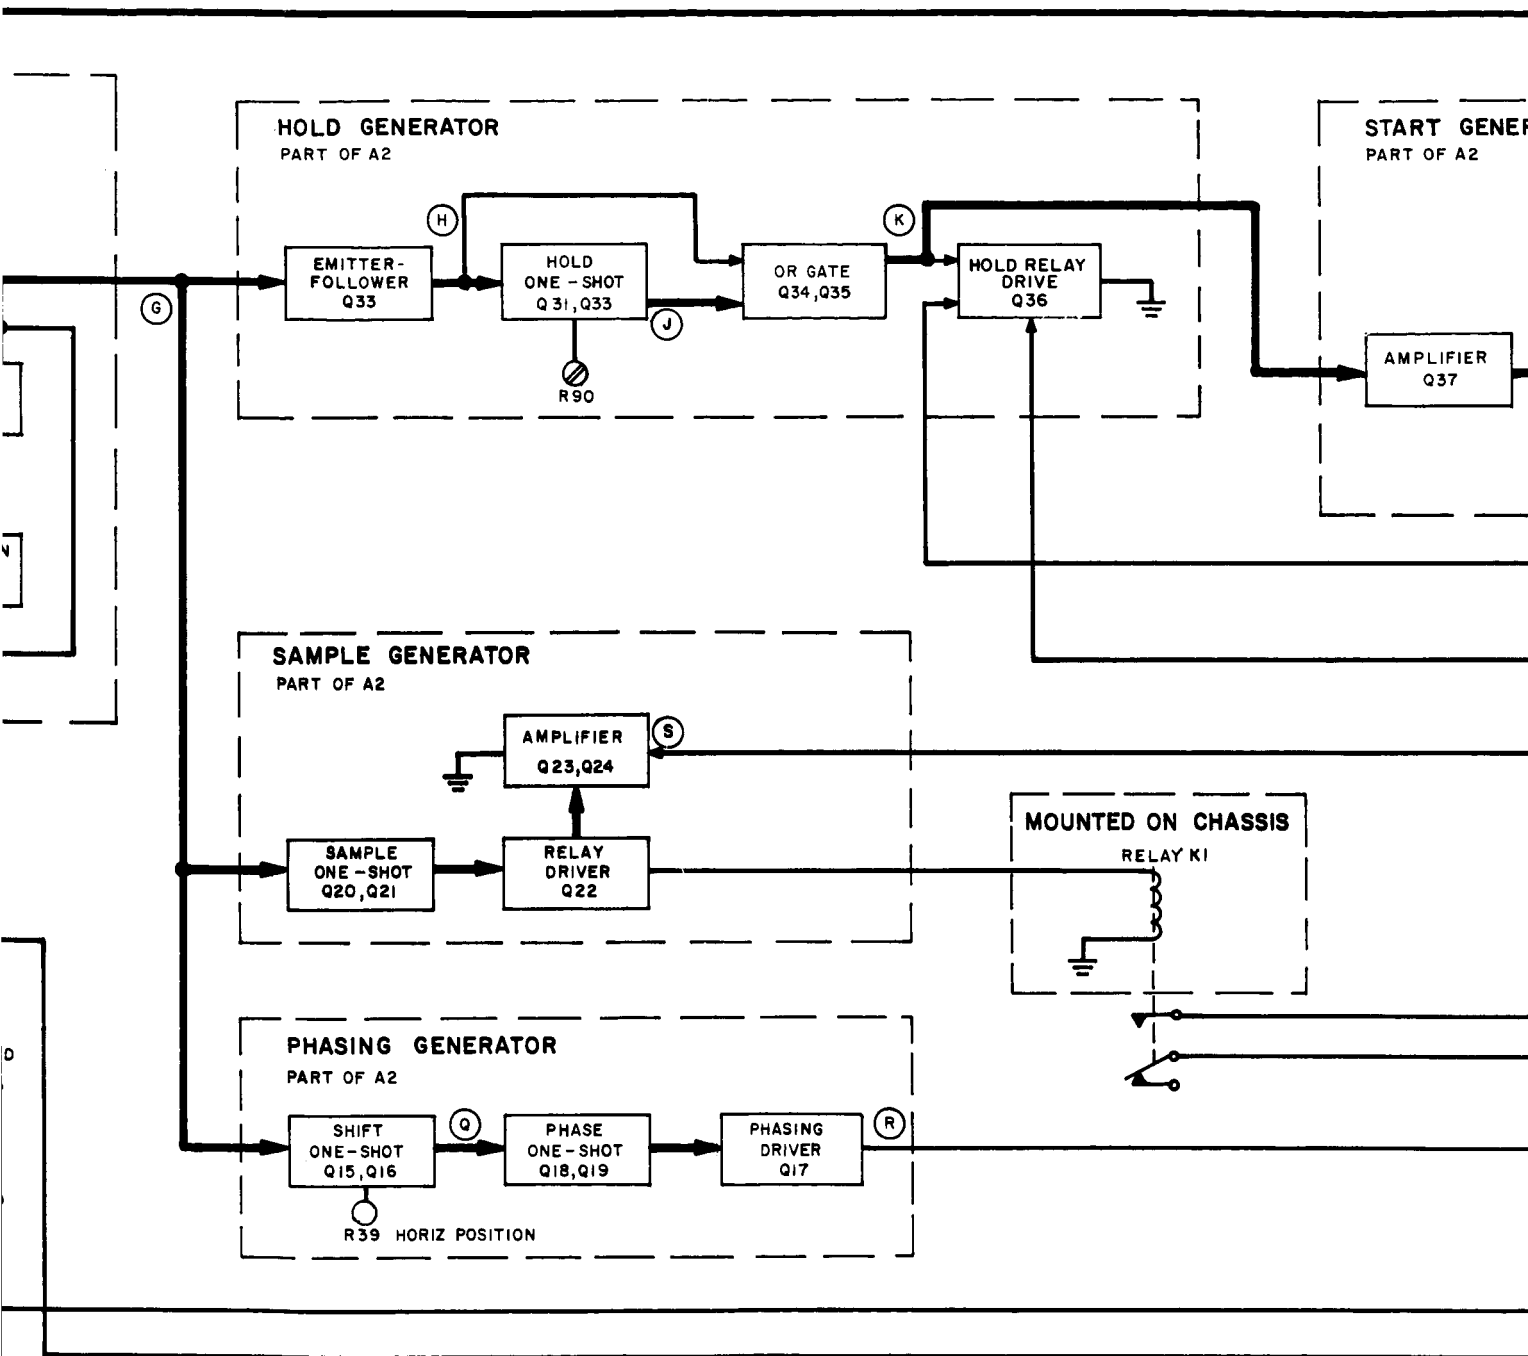 HOLD GENERATOR
PART OF A2
H
EMITTER-
FOLLOWER
Q33
HOLD
ONE-SHOT
Q31,Q33
J
R90
OR GATE
Q34,Q35
K
HOLD RELAY
DRIVE
Q36
START GENER
PART OF A2
AMPLIFIER
Q37
G
N
SAMPLE GENERATOR
PART OF A2
AMPLIFIER
Q23,Q24
S
SAMPLE
ONE-SHOT
Q20,Q21
RELAY
DRIVER
Q22
MOUNTED ON CHASSIS
RELAY K1
D
PHASING GENERATOR
PART OF A2
SHIFT
ONE-SHOT
Q15,Q16
Q
PHASE
ONE-SHOT
Q18,Q19
PHASING
DRIVER
Q17
R
R39 HORIZ POSITION